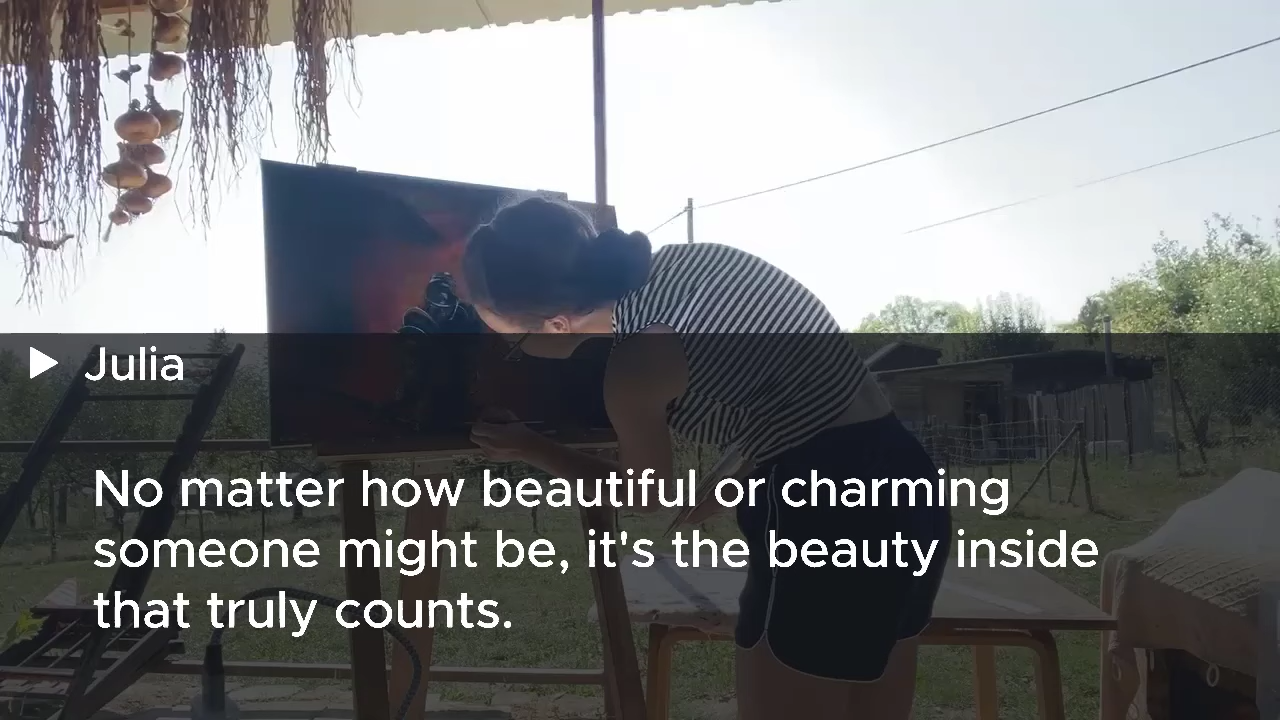 Julia
No matter how beautiful or charming
someone might be, it's the beauty inside
that truly counts.